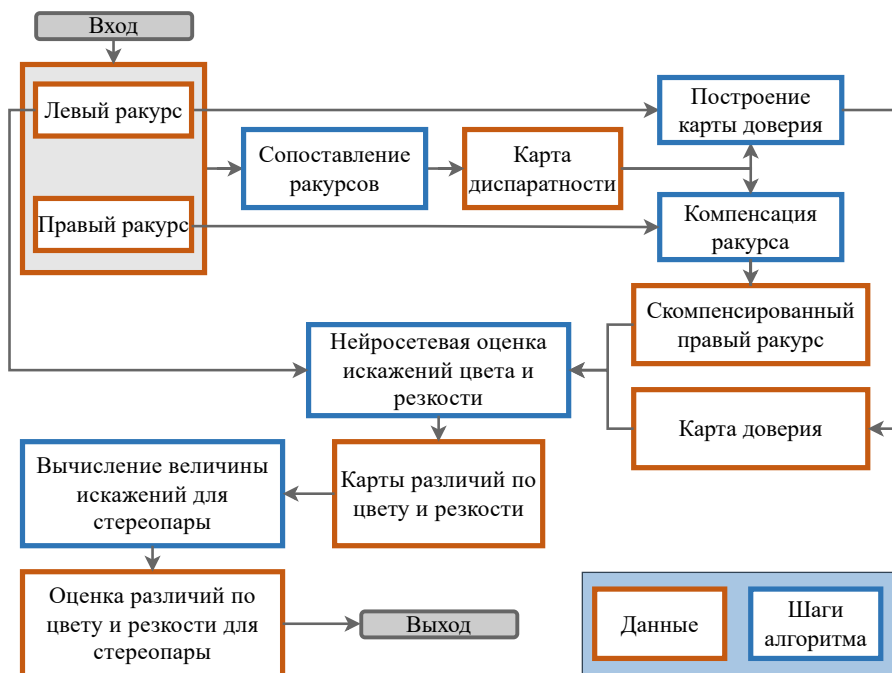 Вход
Левый ракурс
Построение
карты доверия
Сопоставление
ракурсов
Карта
диспаратности
Правый ракурс
Компенсация
ракурса
Скомпенсированный
правый ракурс
Нейросетевая оценка
искажений цвета и
резкости
Карта доверия
Вычисление величины
искажений для
стереопары
Карты различий по
цвету и резкости
Оценка различий по
цвету и резкости для
стереопары
Выход
Данные
Шаги
алгоритма